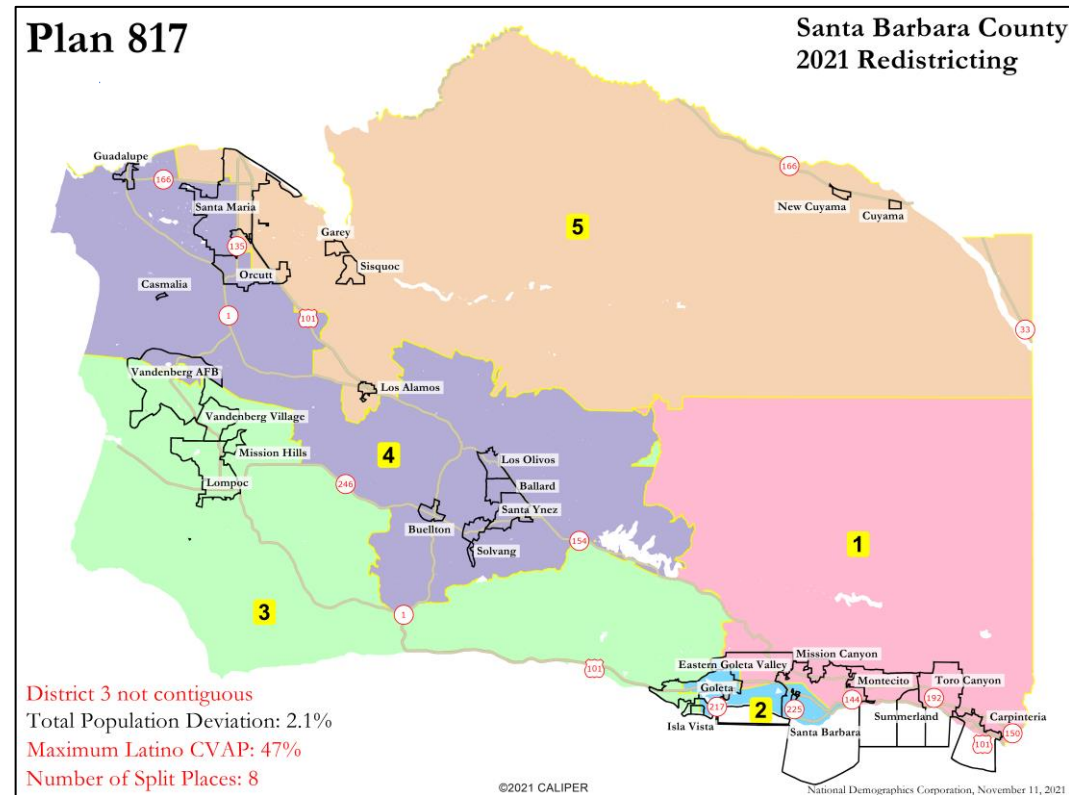 Plan 817
Santa Barbara County
2021 Redistricting
Guadalupe
166
166
Santa Maria
New Cuyama
Cuyama
5
Garey
135
Sisquoc
Orcutt
Casmalia
1
101
33
Vandenberg AFB
Los Alamos
Vandenberg Village
4
Mission Hills
Los Olivos
Lompoc
246
Ballard
Santa Ynez
Buellton
154
1
Solvang
3
1
Mission Canyon
Eastern Goleta Valley
101
Montecito
Toro Canyon
Goleta
144
192
217
2
225
Summerland
Carpinteria
Isla Vista
Santa Barbara
101
150
District 3 not contiguous
Total Population Deviation: 2.1%
Maximum Latino CVAP: 47%
Number of Split Places: 8
©2021 CALIPER
National Demographics Corporation, November 11, 2021